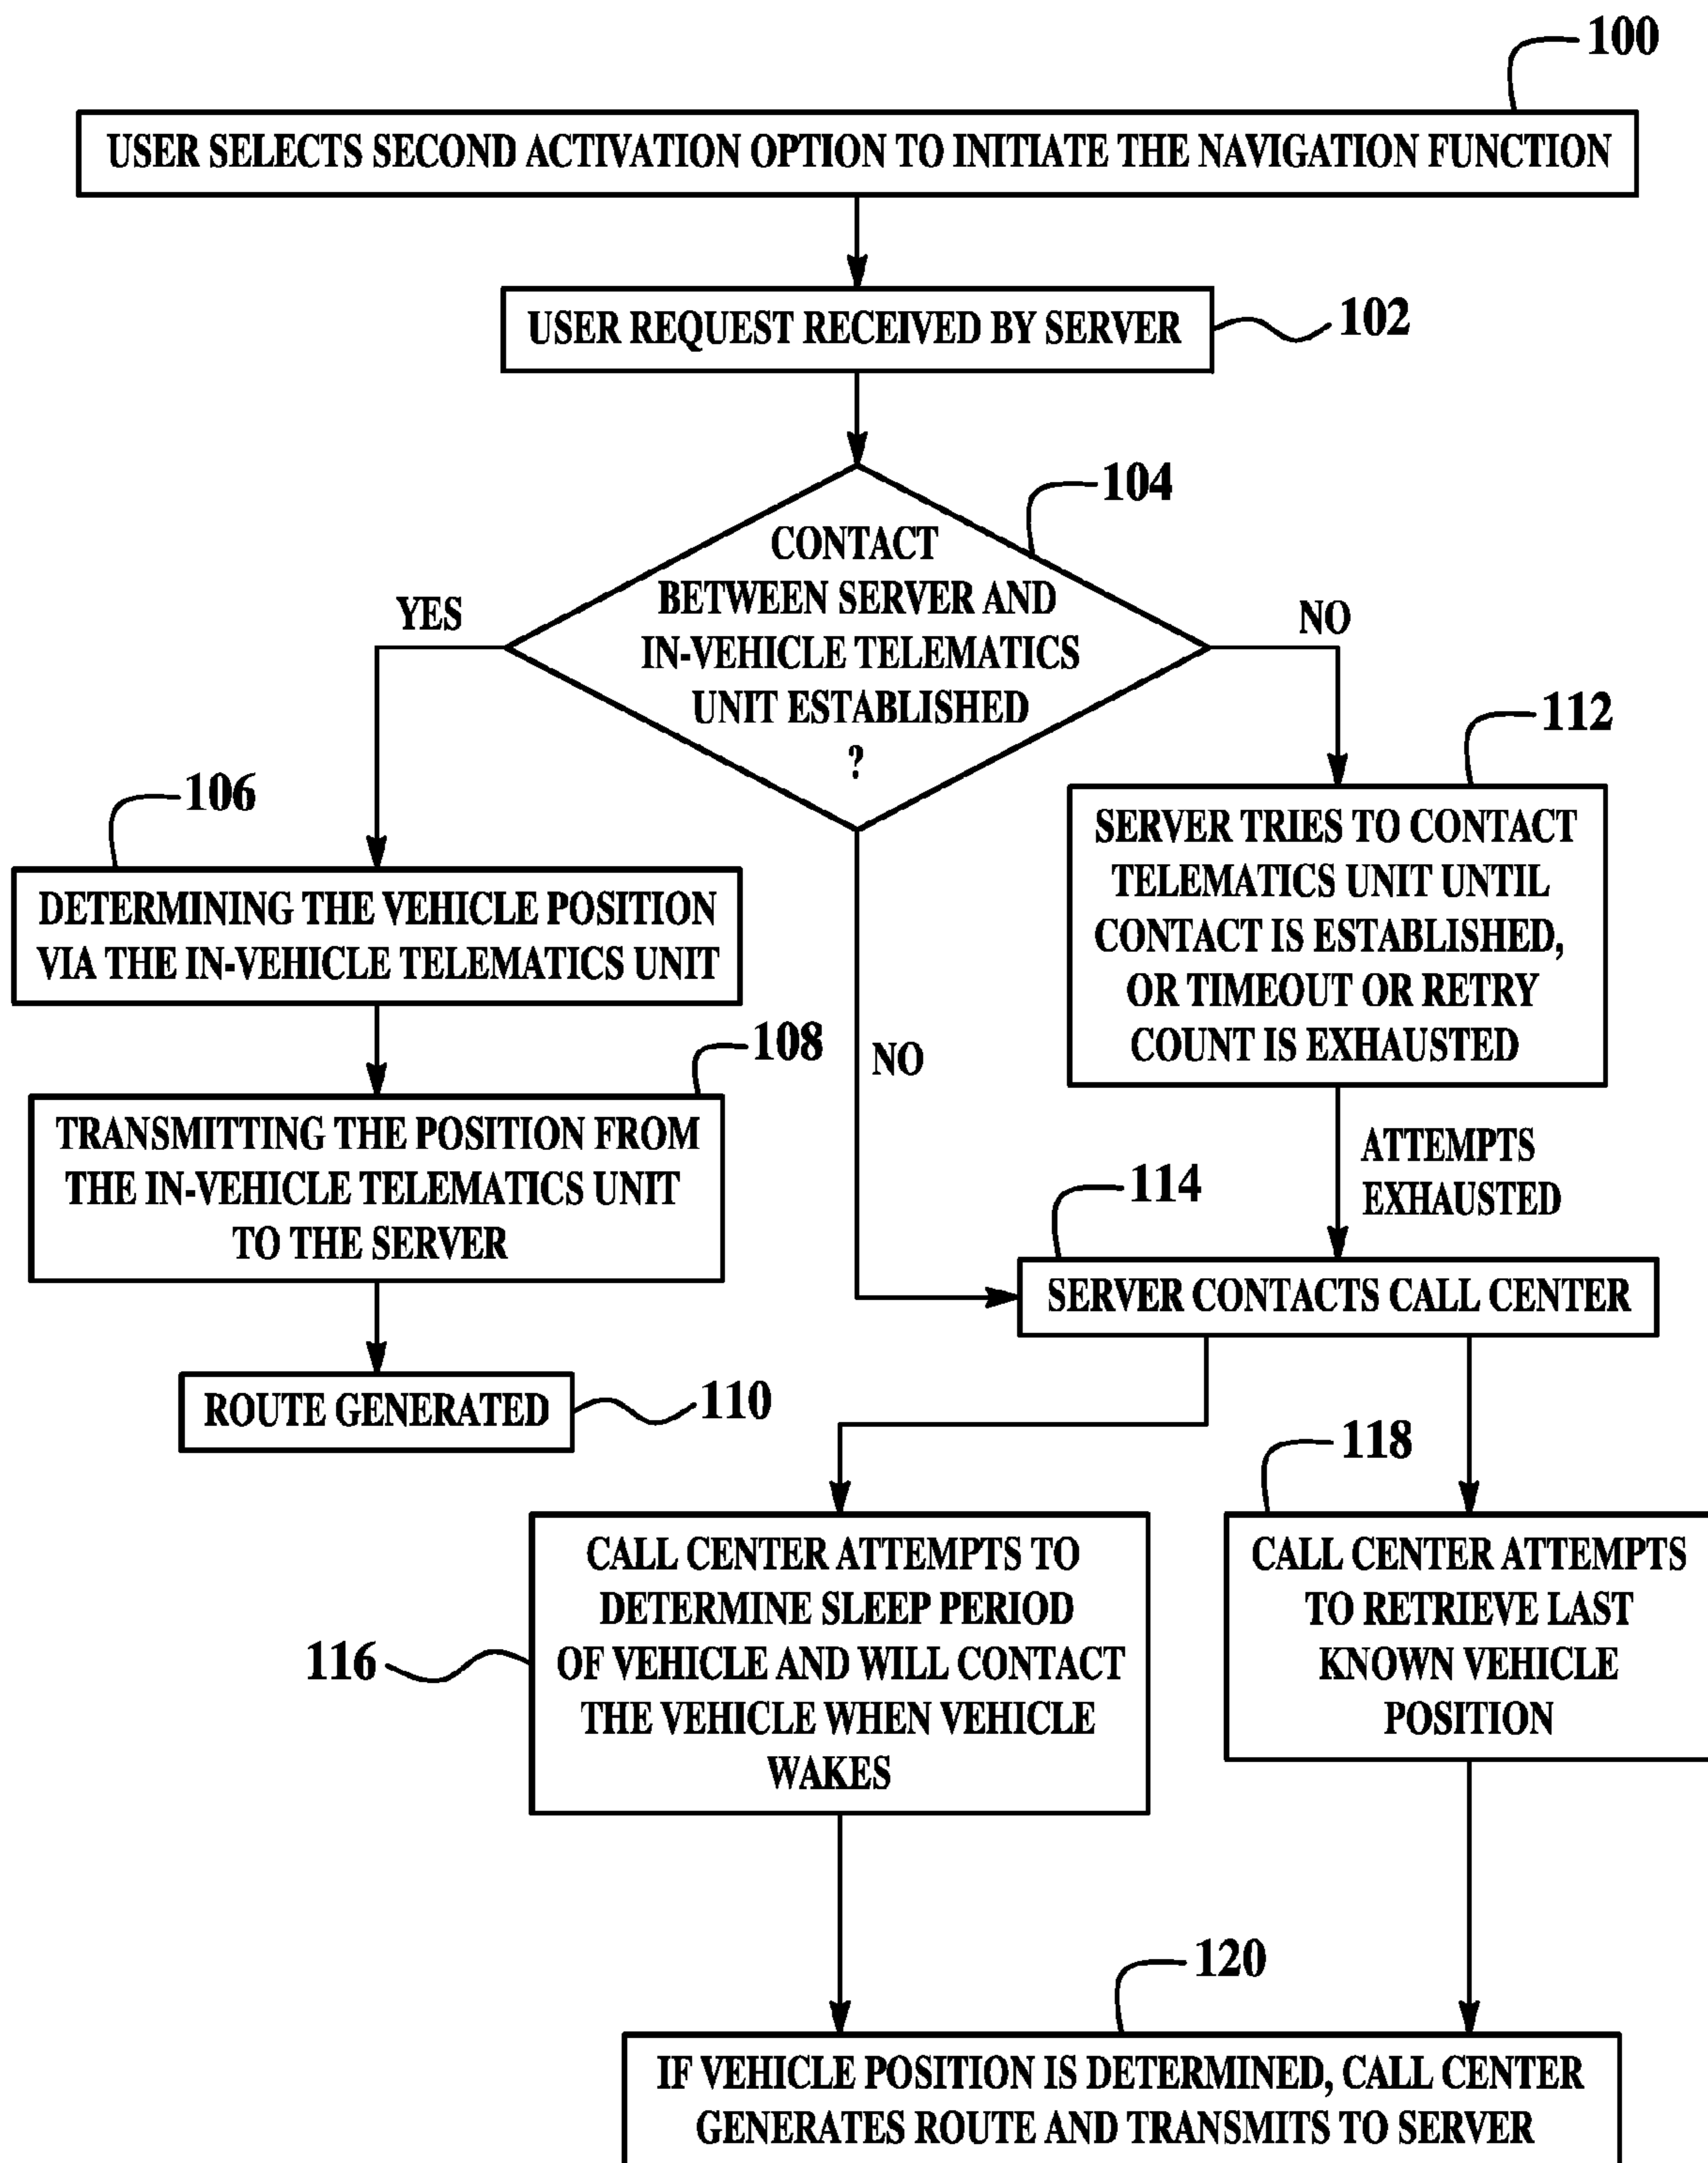 100
USER SELECTS SECOND ACTIVATION OPTION TO INITIATE THE NAVIGATION FUNCTION
USER REQUEST RECEIVED BY SERVER
102
104
CONTACT
BETWEEN SERVER AND
IN-VEHICLE TELEMATICS
UNIT ESTABLISHED
?
YES
NO
106
DETERMINING THE VEHICLE POSITION
VIA THE IN-VEHICLE TELEMATICS UNIT
108
TRANSMITTING THE POSITION FROM
THE IN-VEHICLE TELEMATICS UNIT
TO THE SERVER
ROUTE GENERATED
110
NO
112
SERVER TRIES TO CONTACT
TELEMATICS UNIT UNTIL
CONTACT IS ESTABLISHED,
OR TIMEOUT OR RETRY
COUNT IS EXHAUSTED
ATTEMPTS
EXHAUSTED
114
SERVER CONTACTS CALL CENTER
116
CALL CENTER ATTEMPTS TO
DETERMINE SLEEP PERIOD
OF VEHICLE AND WILL CONTACT
THE VEHICLE WHEN VEHICLE
WAKES
118
CALL CENTER ATTEMPTS
TO RETRIEVE LAST
KNOWN VEHICLE
POSITION
120
IF VEHICLE POSITION IS DETERMINED, CALL CENTER
GENERATES ROUTE AND TRANSMITS TO SERVER